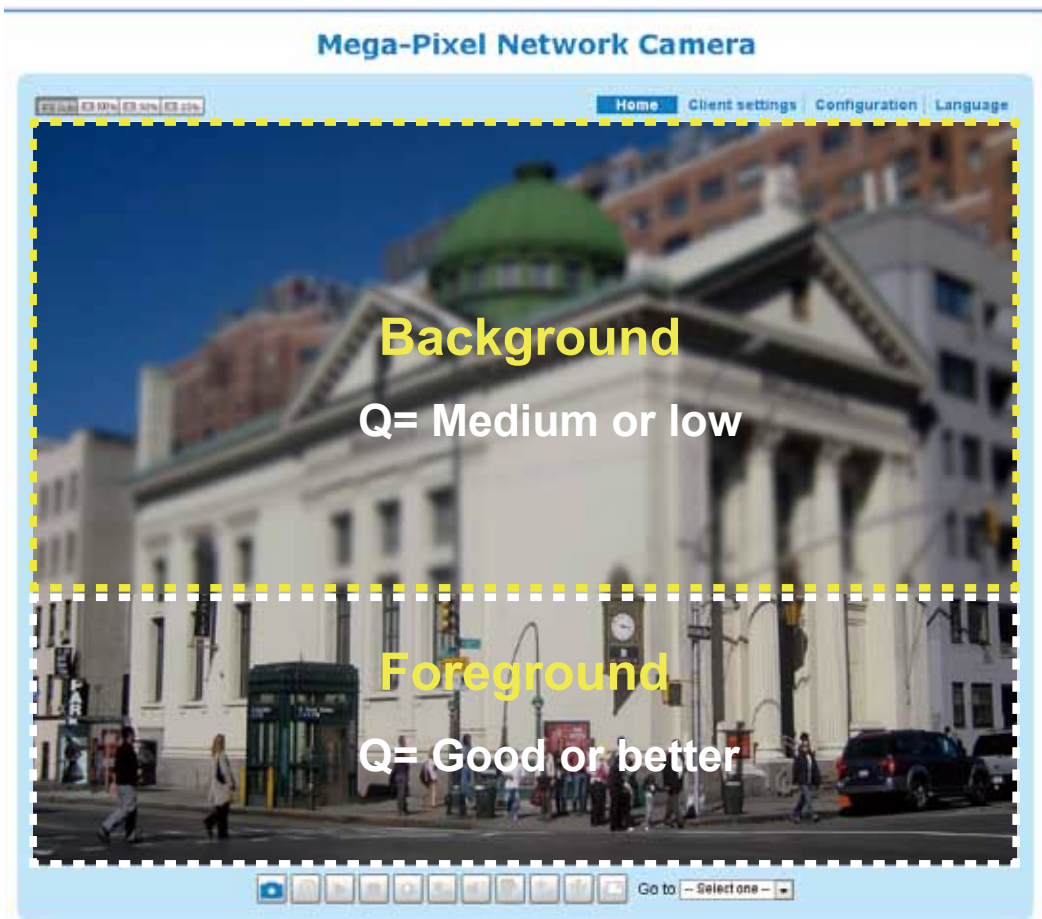 Mega-Pixel Network Camera
Home Client settings Configuration Language
Background
Q= Medium or low
PARK
Foreground
Q= Good or better
Go to -- Select one --